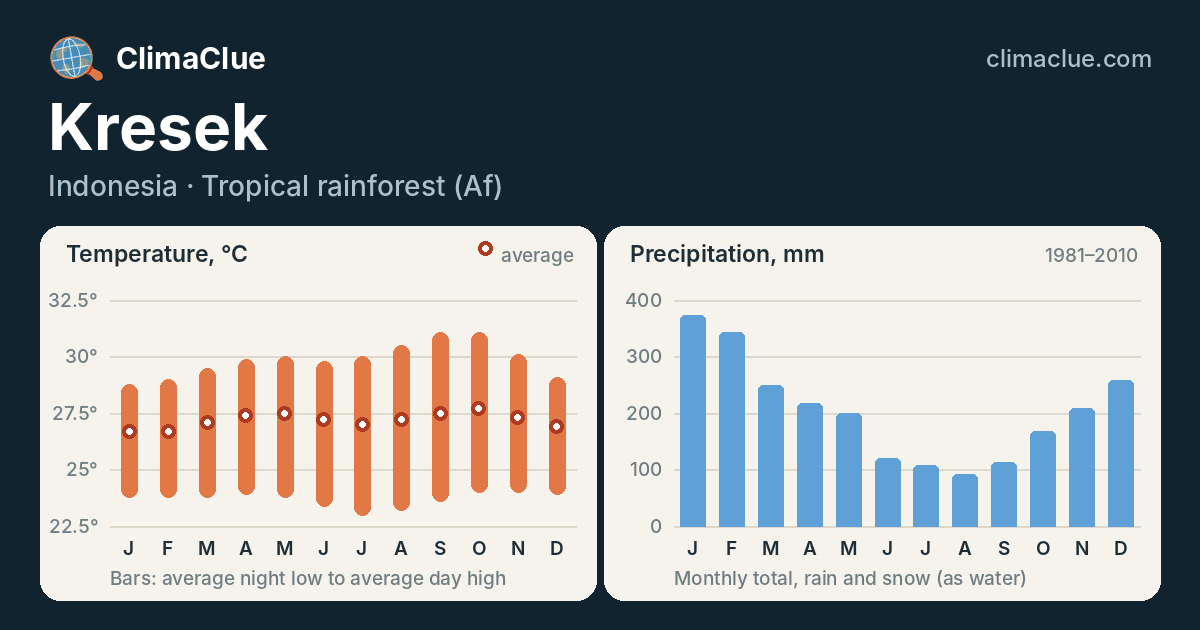 ClimaClue
climaclue.com
Kresek
Indonesia · Tropical rainforest (Af)
Temperature, °C
average
32.5°
30°
27.5°
25°
22.5°
J F M A M J J A S O N D
Bars: average night low to average day high
Precipitation, mm
1981–2010
400
300
200
100
0
J F M A M J J A S O N D
Monthly total, rain and snow (as water)